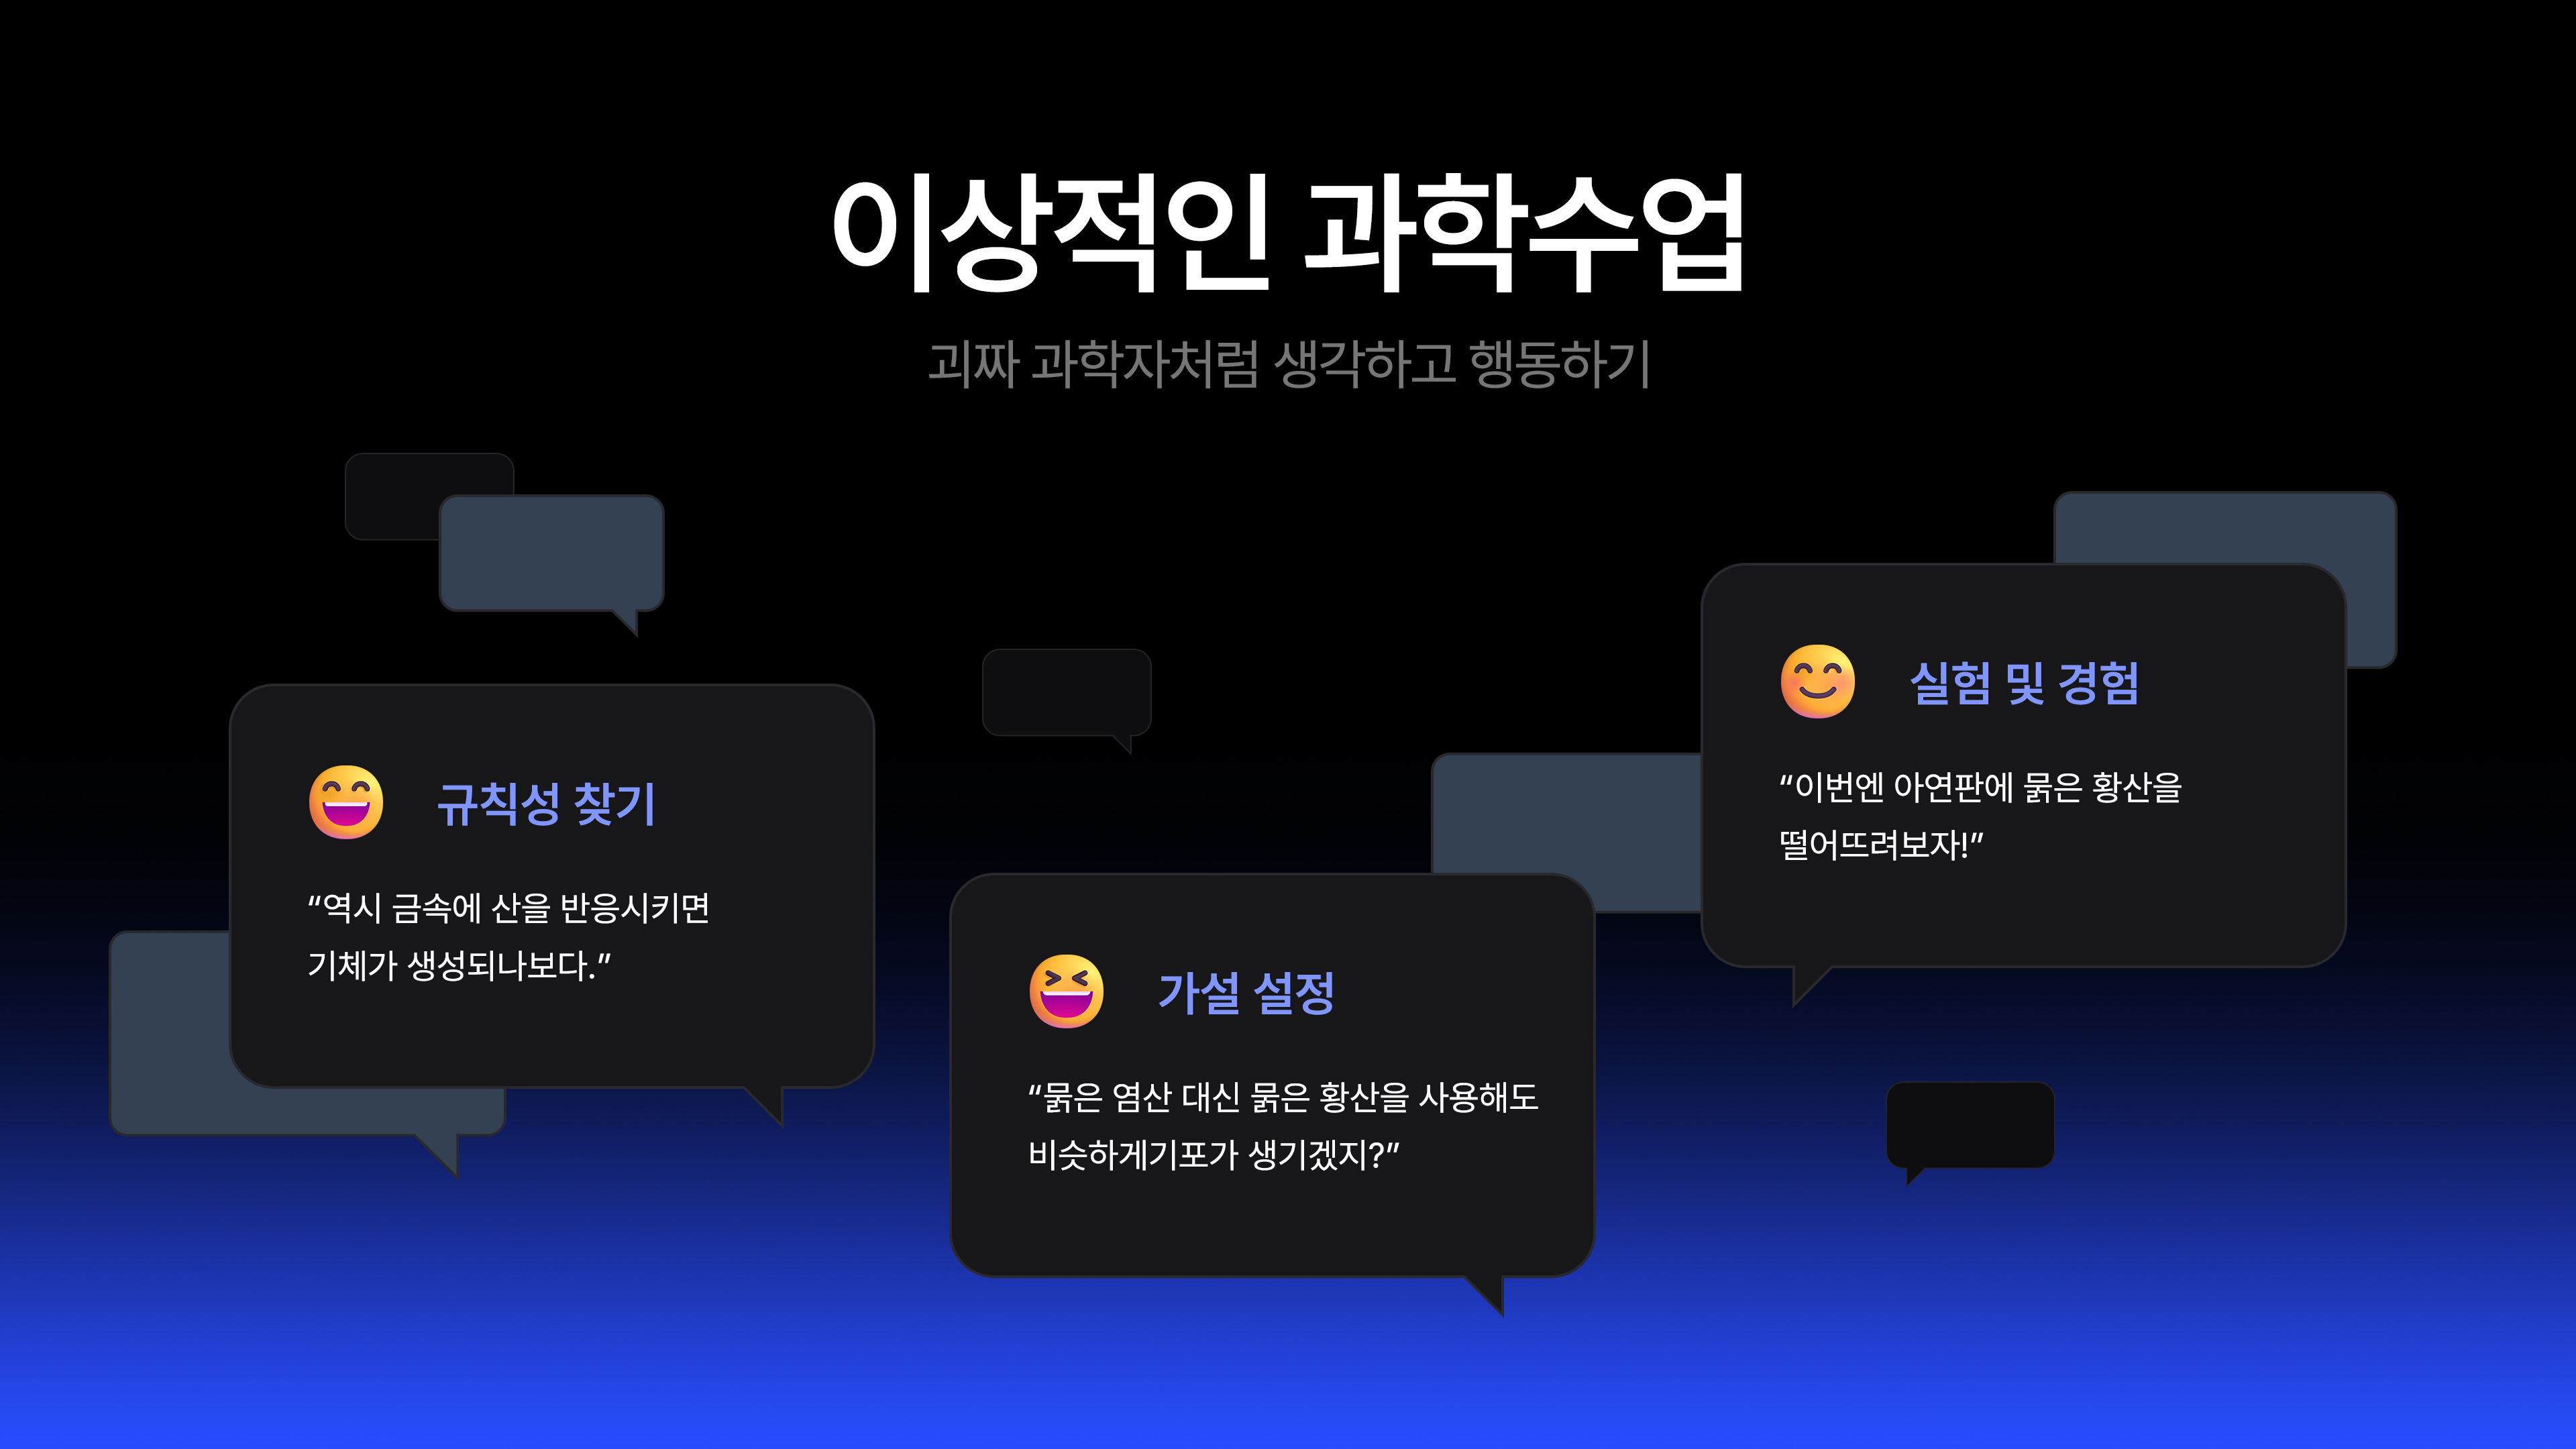 이상적인 과학수업
괴짜 과학자처럼 생각하고 행동하기
규칙성 찾기
“역시 금속에 산을 반응시키면
기체가 생성되나보다.”
가설 설정
“묽은 염산 대신 묽은 황산을 사용해도
비슷하게기포가 생기겠지?”
실험 및 경험
“이번엔 아연판에 묽은 황산을
떨어뜨려보자!”